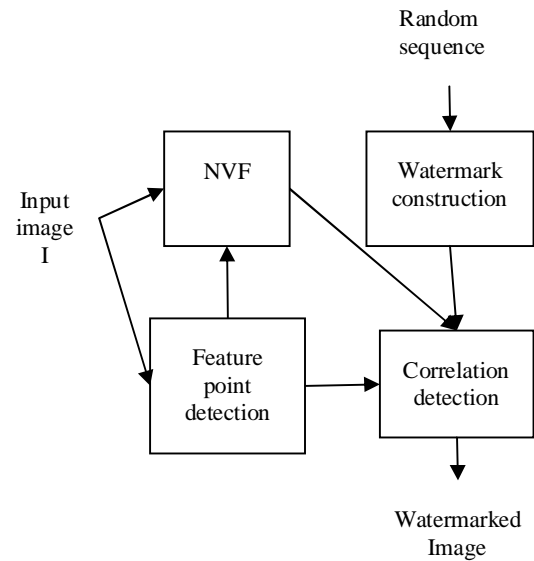 Random
sequence
NVF
Watermark
construction
Input
image
I
Feature
point
detection
Correlation
detection
Watermarked
Image